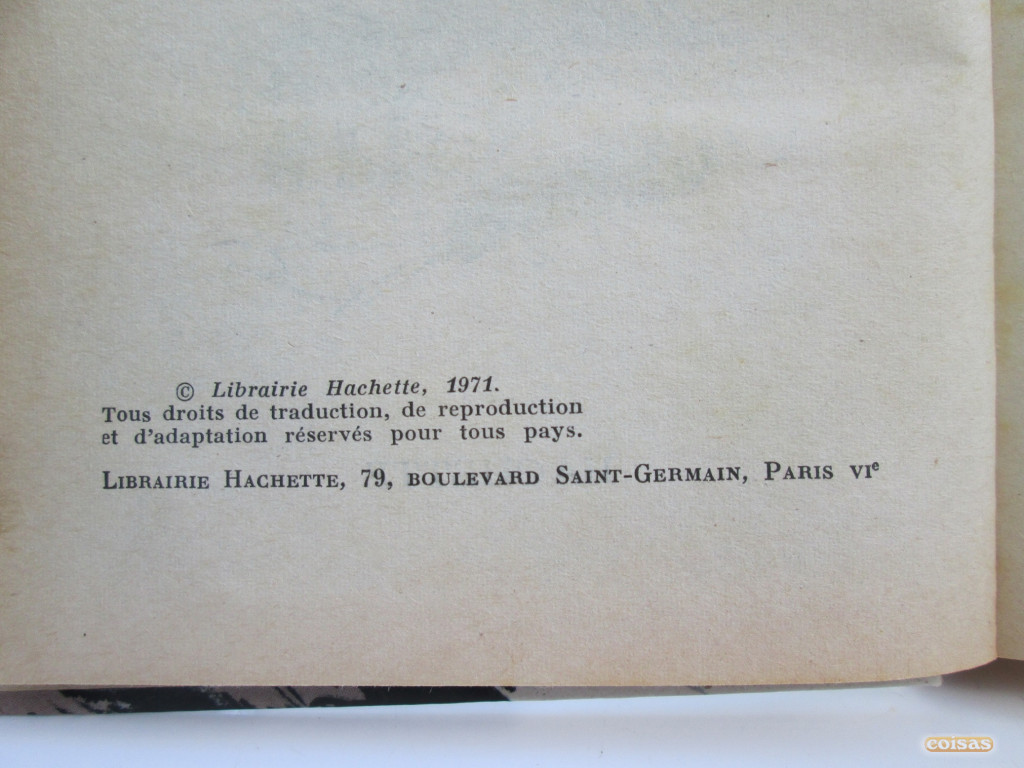 © Librairie Hachette, 1971.
Tous droits de traduction, de reproduction
et d'adaptation réservés pour tous pays.
LIBRAIRIE HACHETTE, 79, BOULEVARD SAINT-GERMAIN, PARIS VIe
coisas